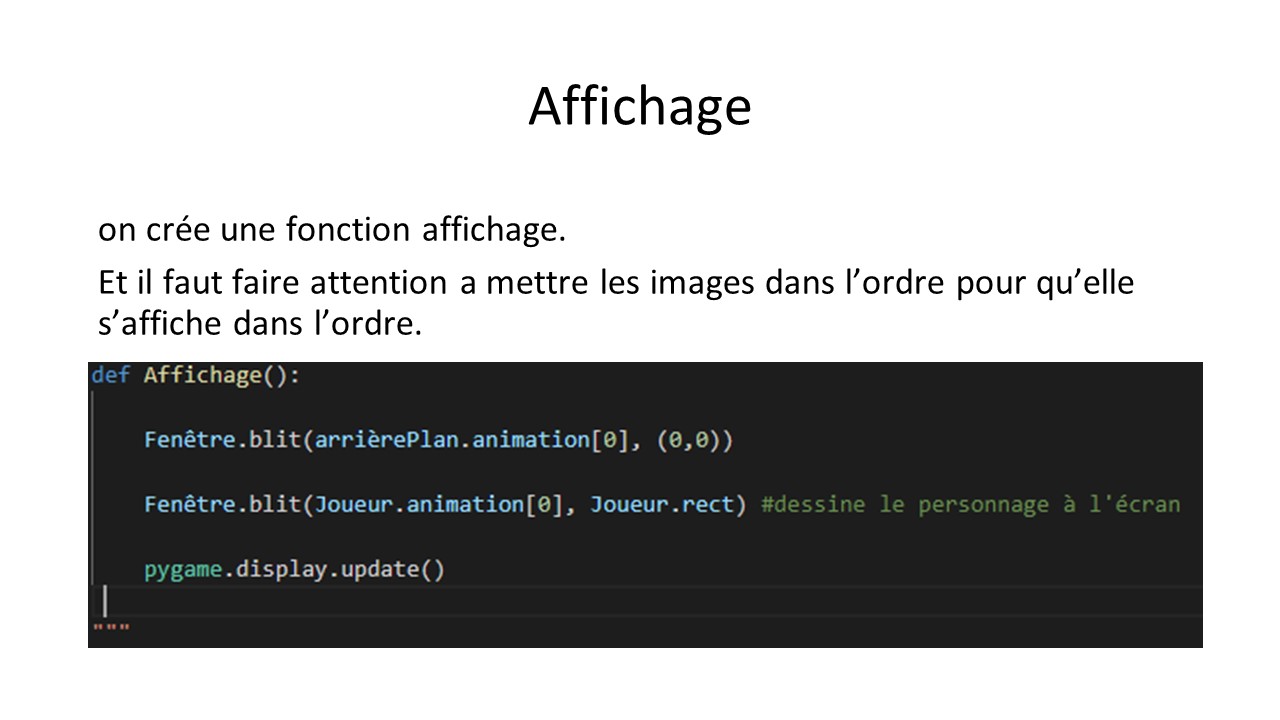 Affichage
on crée une fonction affichage.
Et il faut faire attention a mettre les images dans l’ordre pour qu’elle
s’affiche dans l’ordre.
def Affichage():
Fenêtre.blit(arrièrePlan.animation[0], (0,0))
Fenêtre.blit(Joueur.animation[0], Joueur.rect) #dessine le personnage à l'écran
pygame.display.update()
"""